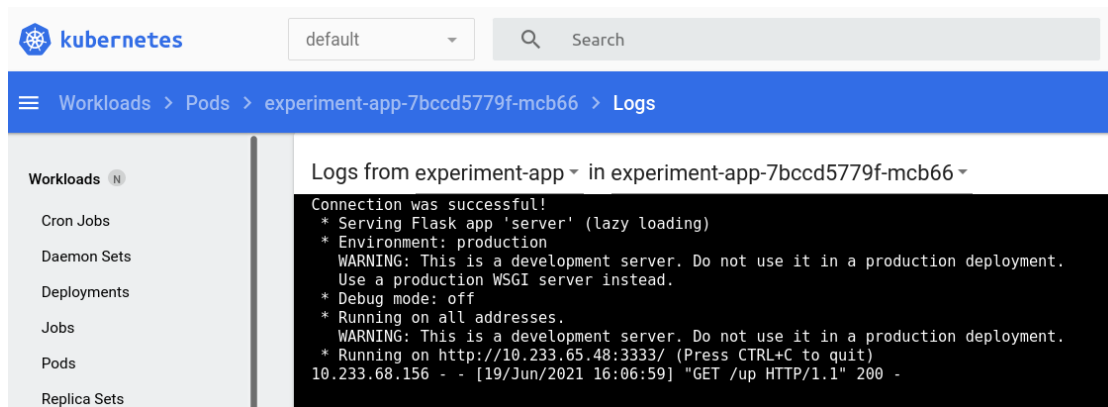 kubernetes
default
Search
Workloads > Pods > experiment-app-7bccd5779f-mcb66 > Logs
Workloads N
Cron Jobs
Daemon Sets
Deployments
Jobs
Pods
Replica Sets
Logs from experiment-app in experiment-app-7bccd5779f-mcb66
Connection was successful!
* Serving Flask app 'server' (lazy loading)
* Environment: production
WARNING: This is a development server. Do not use it in a production deployment.
Use a production WSGI server instead.
* Debug mode: off
* Running on all addresses.
WARNING: This is a development server. Do not use it in a production deployment.
* Running on http://10.233.65.48:3333/ (Press CTRL+C to quit)
10.233.68.156 - - [19/Jun/2021 16:06:59] "GET /up HTTP/1.1" 200 -